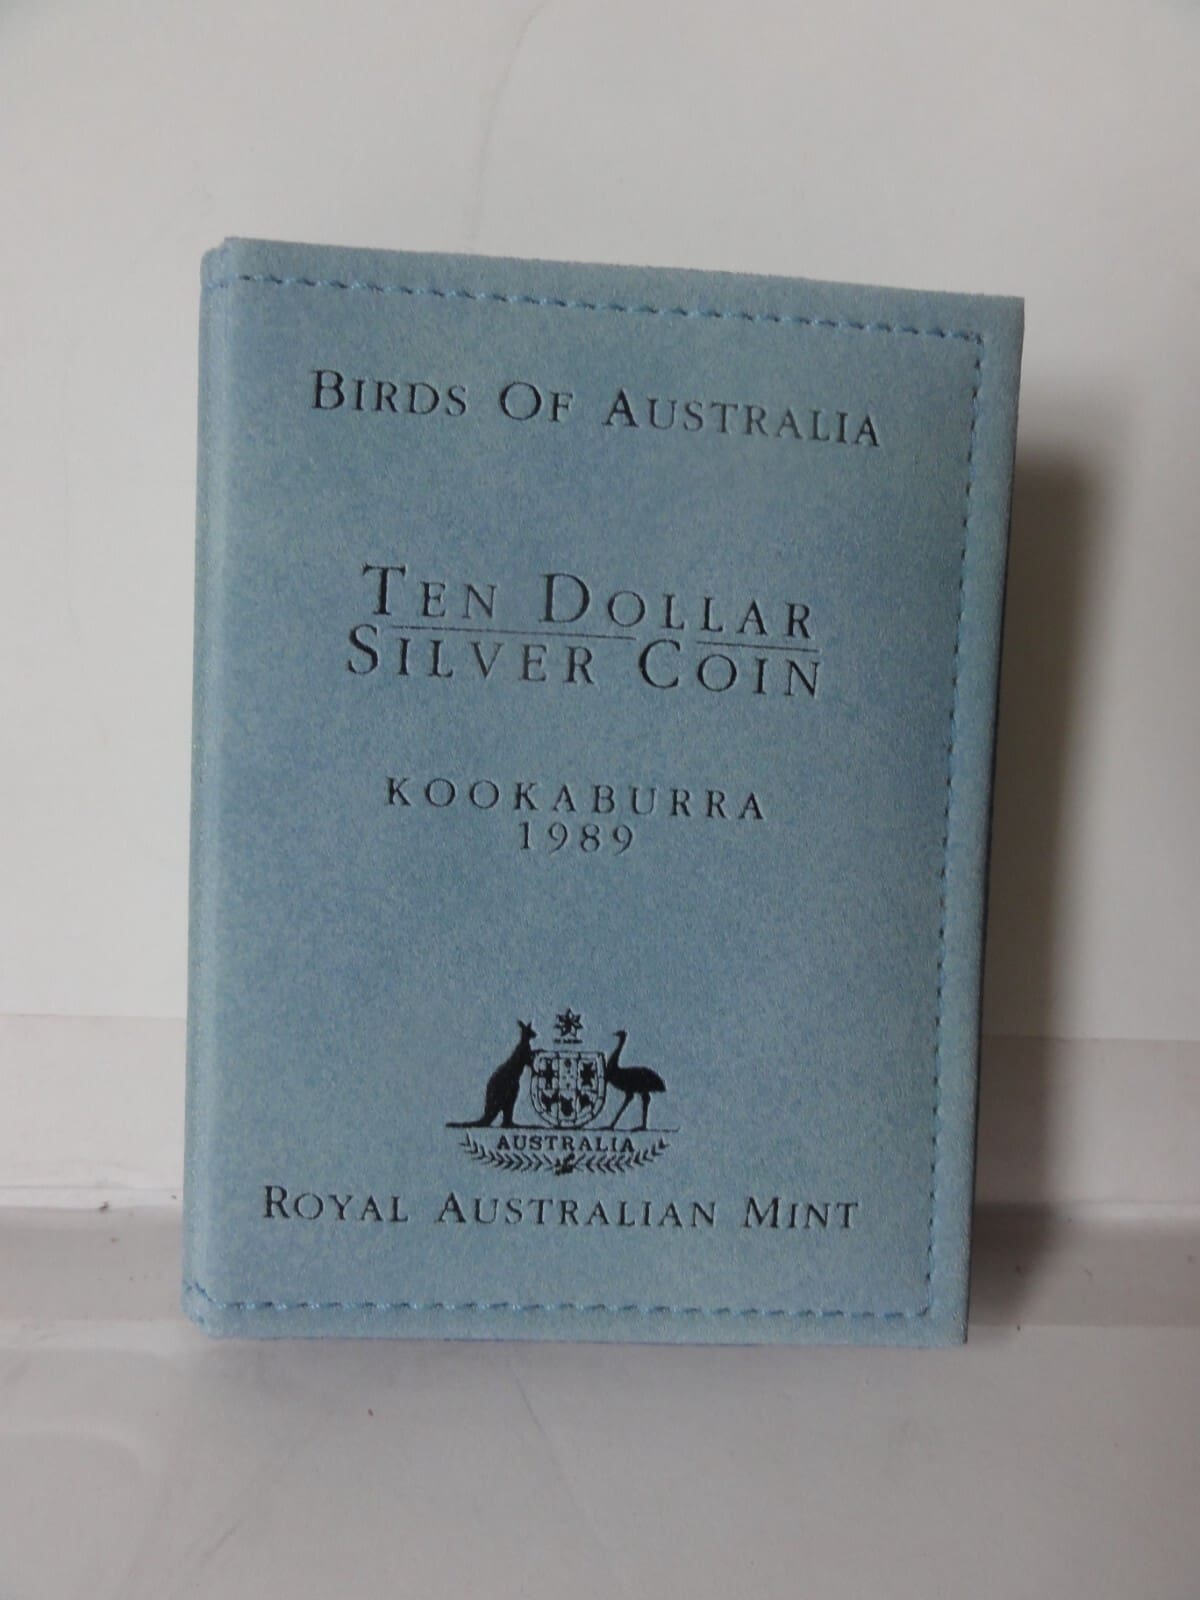 BIRDS OF AUSTRALIA
TEN DOLLAR
SILVER COIN
KOOKABURRA
1989
AUSTRALIA
ROYAL AUSTRALIAN MINT